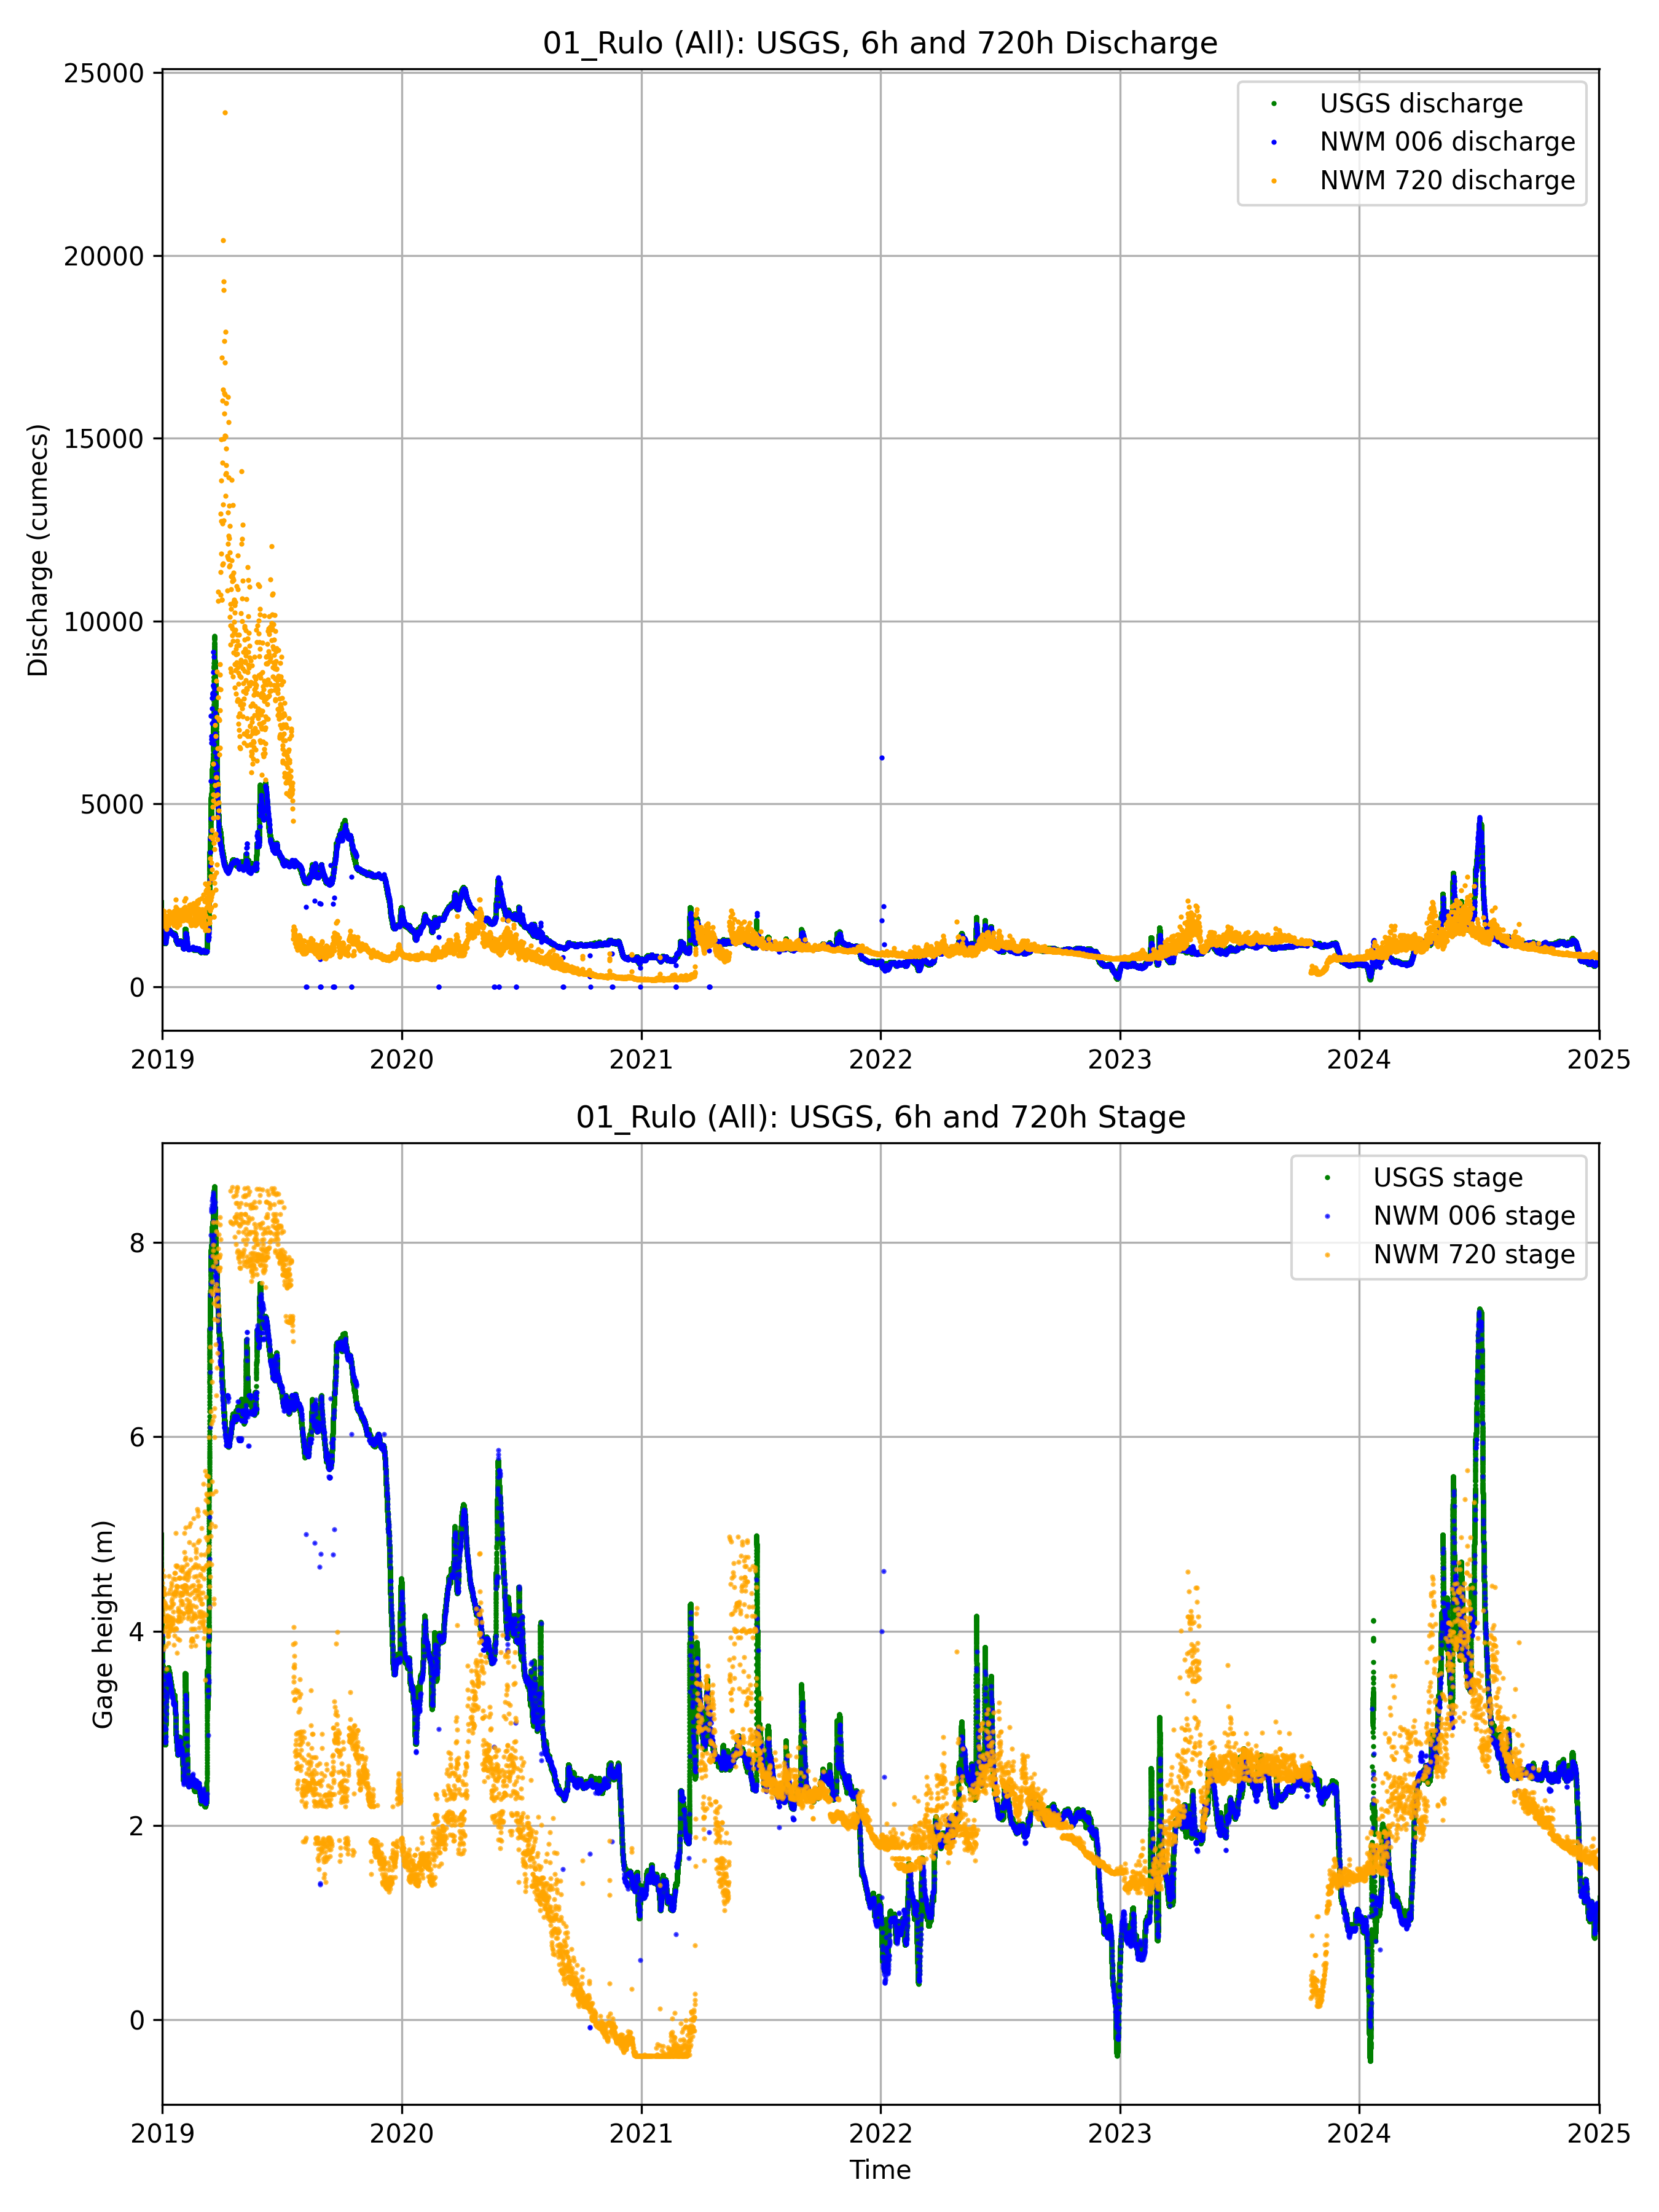 01_Rulo (All): USGS, 6h and 720h Discharge
25000
20000
15000
10000
5000
0
Discharge (cumecs)
USGS discharge
NWM 006 discharge
NWM 720 discharge
2019 2020 2021 2022 2023 2024 2025
01_Rulo (All): USGS, 6h and 720h Stage
8
6
4
2
0
Gage height (m)
USGS stage
NWM 006 stage
NWM 720 stage
2019 2020 2021 2022 2023 2024 2025
Time